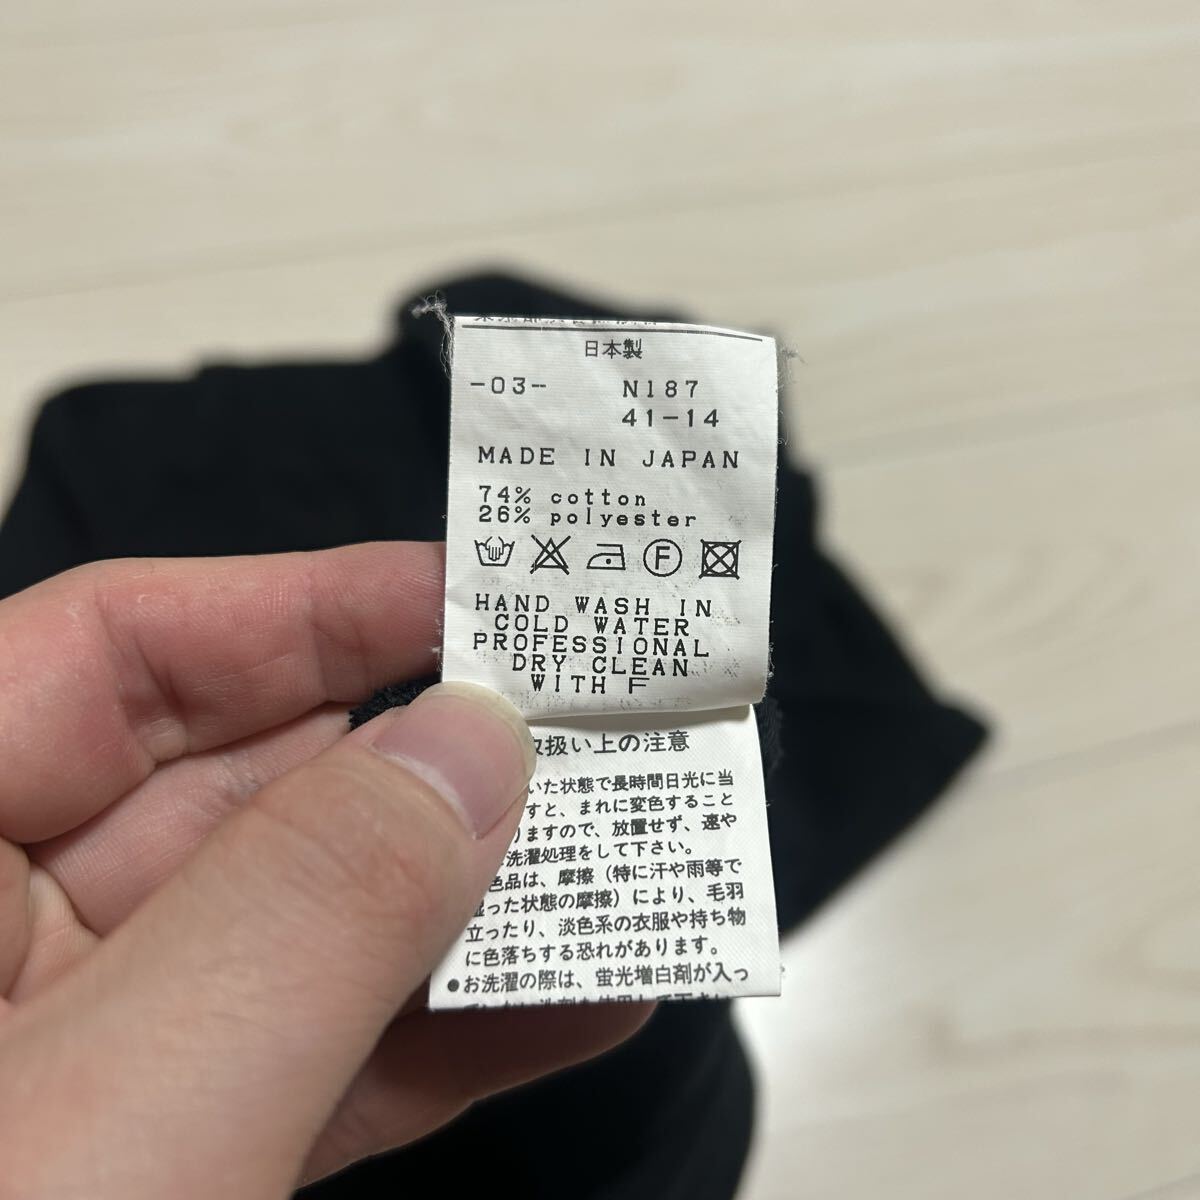 日本製
-03- N187
41-14
MADE IN JAPAN
74% cotton
26% polyester
F
HAND WASH IN
COLD WATER
PROFESSIONAL
DRY CLEAN
WITH F
扱い上の注意
いた状態で長時間日光に当
すと、まれに変色すること
りますので、放置せず、速や
洗濯処理をして下さい。
色品は、摩擦（特に汗や雨等で
湿った状態の摩擦）により、毛羽
立ったり、淡色系の衣服や持ち物
に色落ちする恐れがあります。
●お洗濯の際は、蛍光増白剤が入っ